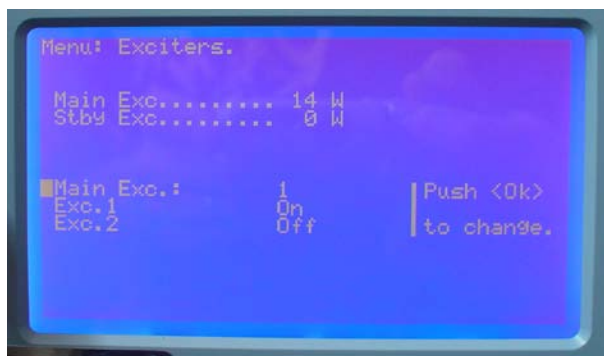 Menu: Exciters.
Main Exc.......... 14 W
Stby Exc.......... 0 W
Main Exc.: 1
Exc.1 On
Exc.2 Off
Push <Ok>
to change.